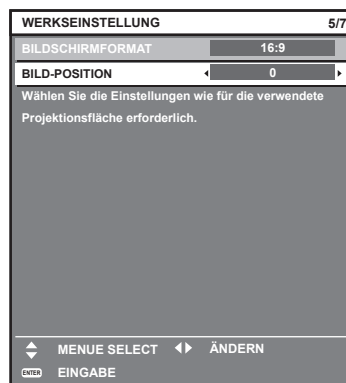 WERKSEINSTELLUNG 5/7
BILDSCHIRMFORMAT 16:9
BILD-POSITION 0
Wählen Sie die Einstellungen wie für die verwendete
Projektionsfläche erforderlich.
MENUE SELECT ÄNDERN
ENTER EINGABE